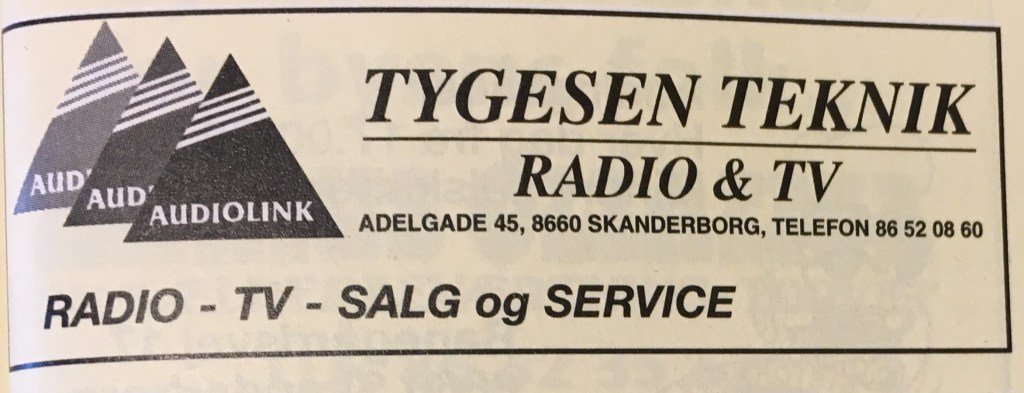 TYGESEN TEKNIK
RADIO & TV
AUD'
AUD'
AUDIOLINK
ADELGADE 45, 8660 SKANDERBORG, TELEFON 86 52 08 60
RADIO - TV - SALG og SERVICE